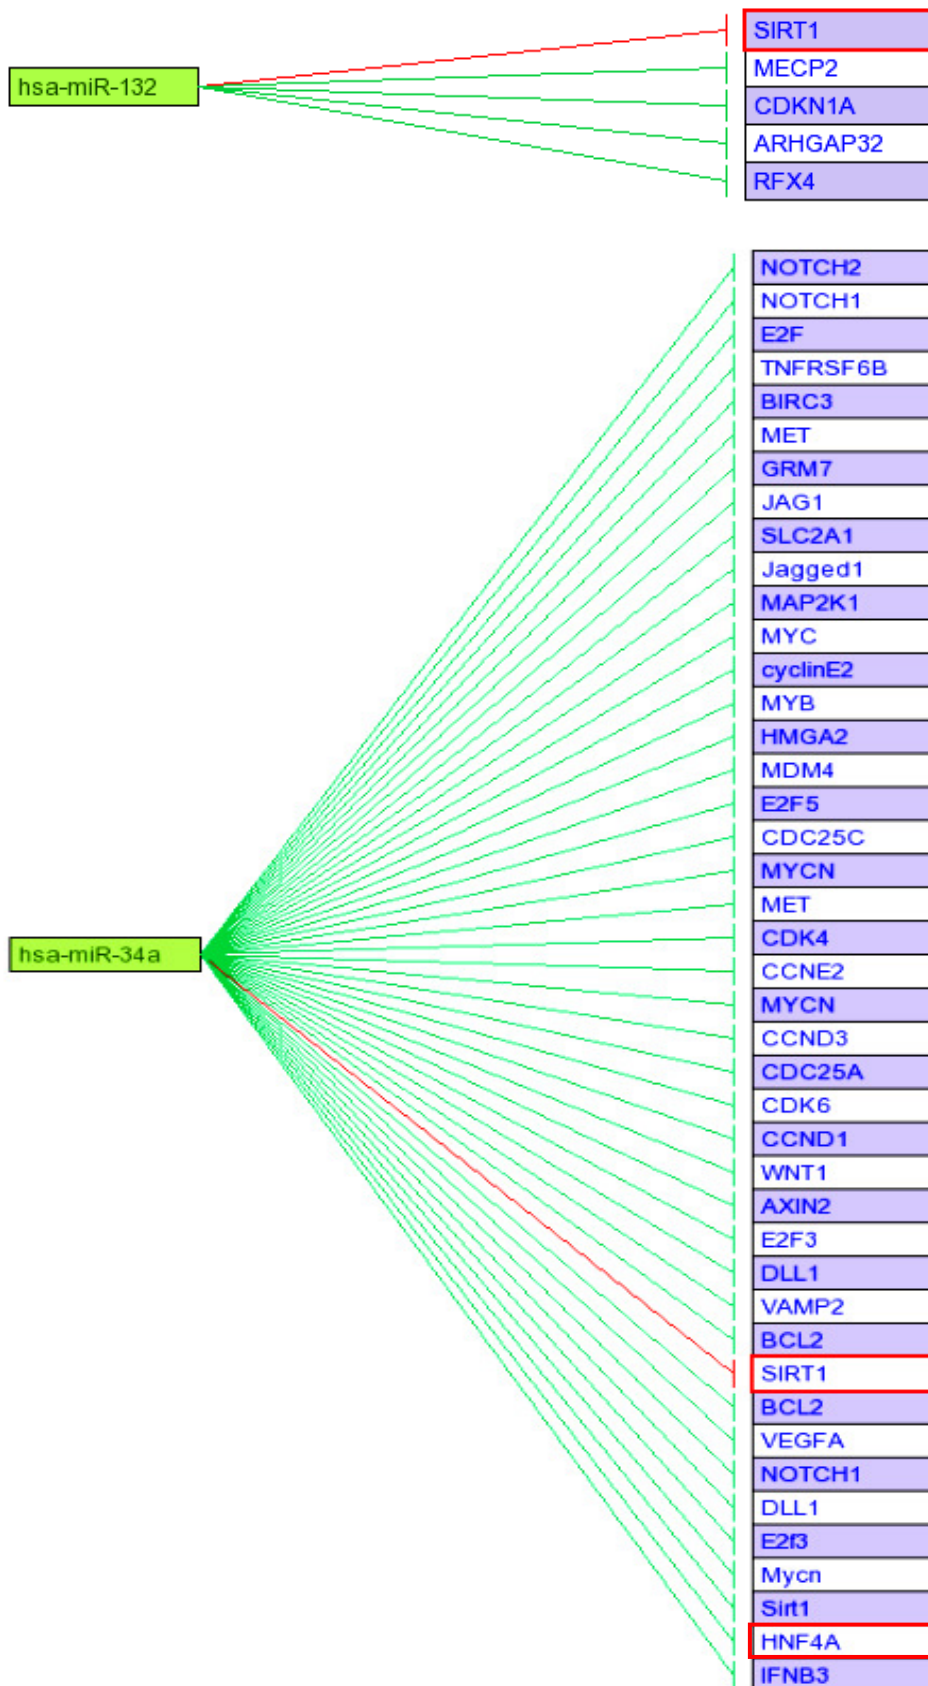 hsa-miR-132
SIRT1
MECP2
CDKN1A
ARHGAP32
RFX4
hsa-miR-34a
NOTCH2
NOTCH1
E2F
TNFRSF6B
BIRC3
MET
GRM7
JAG1
SLC2A1
Jagged1
MAP2K1
MYC
cyclinE2
MYB
HMGA2
MDM4
E2F5
CDC25C
MYCN
MET
CDK4
CCNE2
MYCN
CCND3
CDC25A
CDK6
CCND1
WNT1
AXIN2
E2F3
DLL1
VAMP2
BCL2
SIRT1
BCL2
VEGFA
NOTCH1
DLL1
E2f3
Mycn
Sirt1
HNF4A
IFNB3